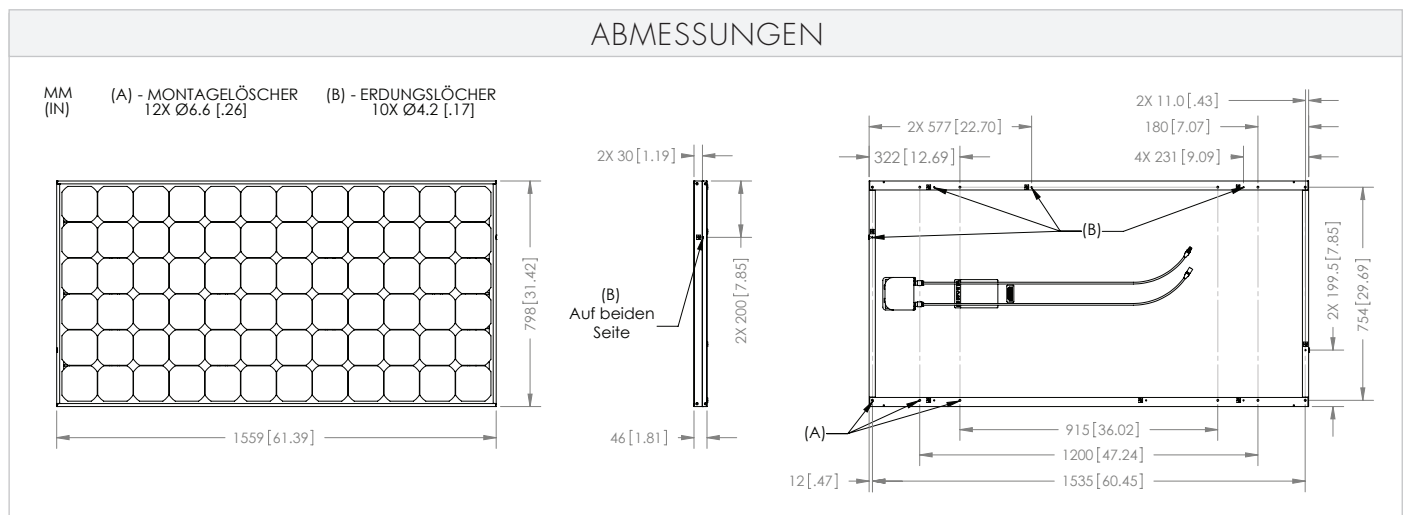 ABMESSUNGEN
MM
(IN)
(A) - MONTAGELÖSCHER
12X Ø6.6 [.26]
(B) - ERDUNGSLÖCHER
10X Ø4.2 [.17]
798 [31.42]
1559 [61.39]
2X 30 [1.19]
(B)
Auf beiden
Seite
2X 200 [7.85]
46 [1.81]
2X 11.0 [.43]
2X 577 [22.70]
180 [7.07]
322 [12.69]
4X 231 [9.09]
(B)
2X 199.5 [7.85]
754 [29.69]
(A)
915 [36.02]
1200 [47.24]
12 [.47]
1535 [60.45]